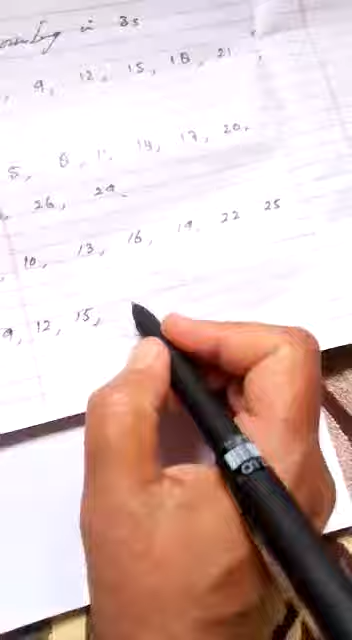 in 3s
9, 12, 15, 18, 21,
5, 8, 11 14, 17, 20,
26, 29
10, 13, 16, 19, 22 25
9, 12, 15,